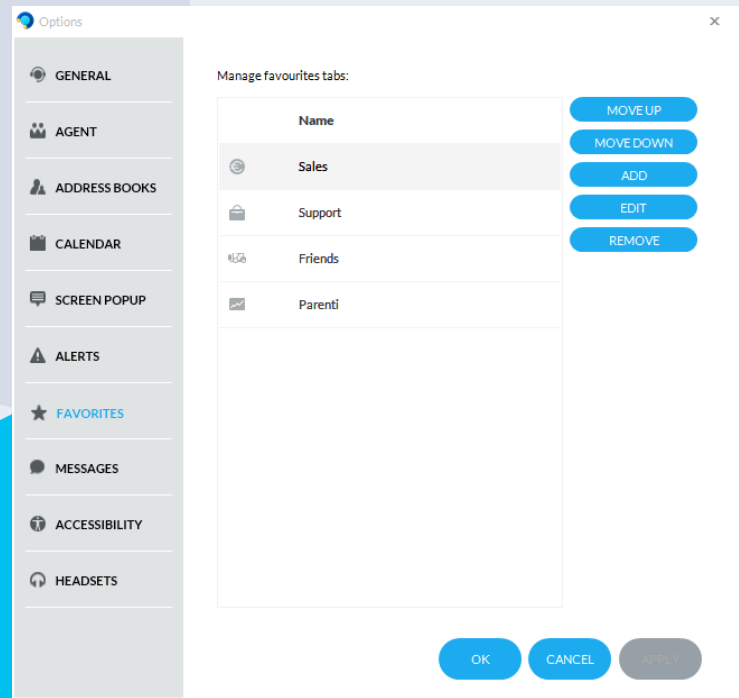 Options
GENERAL
AGENT
ADDRESS BOOKS
CALENDAR
SCREEN POPUP
ALERTS
FAVORITES
MESSAGES
ACCESSIBILITY
HEADSETS
Manage favourites tabs:
Name
Sales
Support
Friends
Parenti
MOVE UP
MOVE DOWN
ADD
EDIT
REMOVE
OK
CANCEL
APPLY